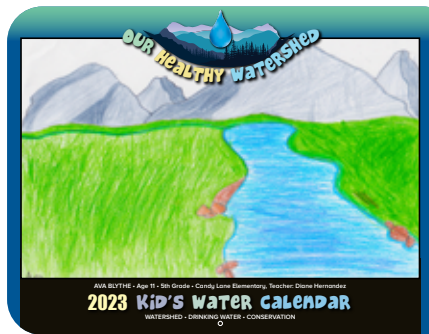 OUR HEALTHY WATERSHED
AVA BLYTHE • Age 11 • 5th Grade • Candy Lane Elementary, Teacher: Diane Hernandez
2023 KiD'S WATER CALENDAR
WATERSHED • DRINKING WATER • CONSERVATION